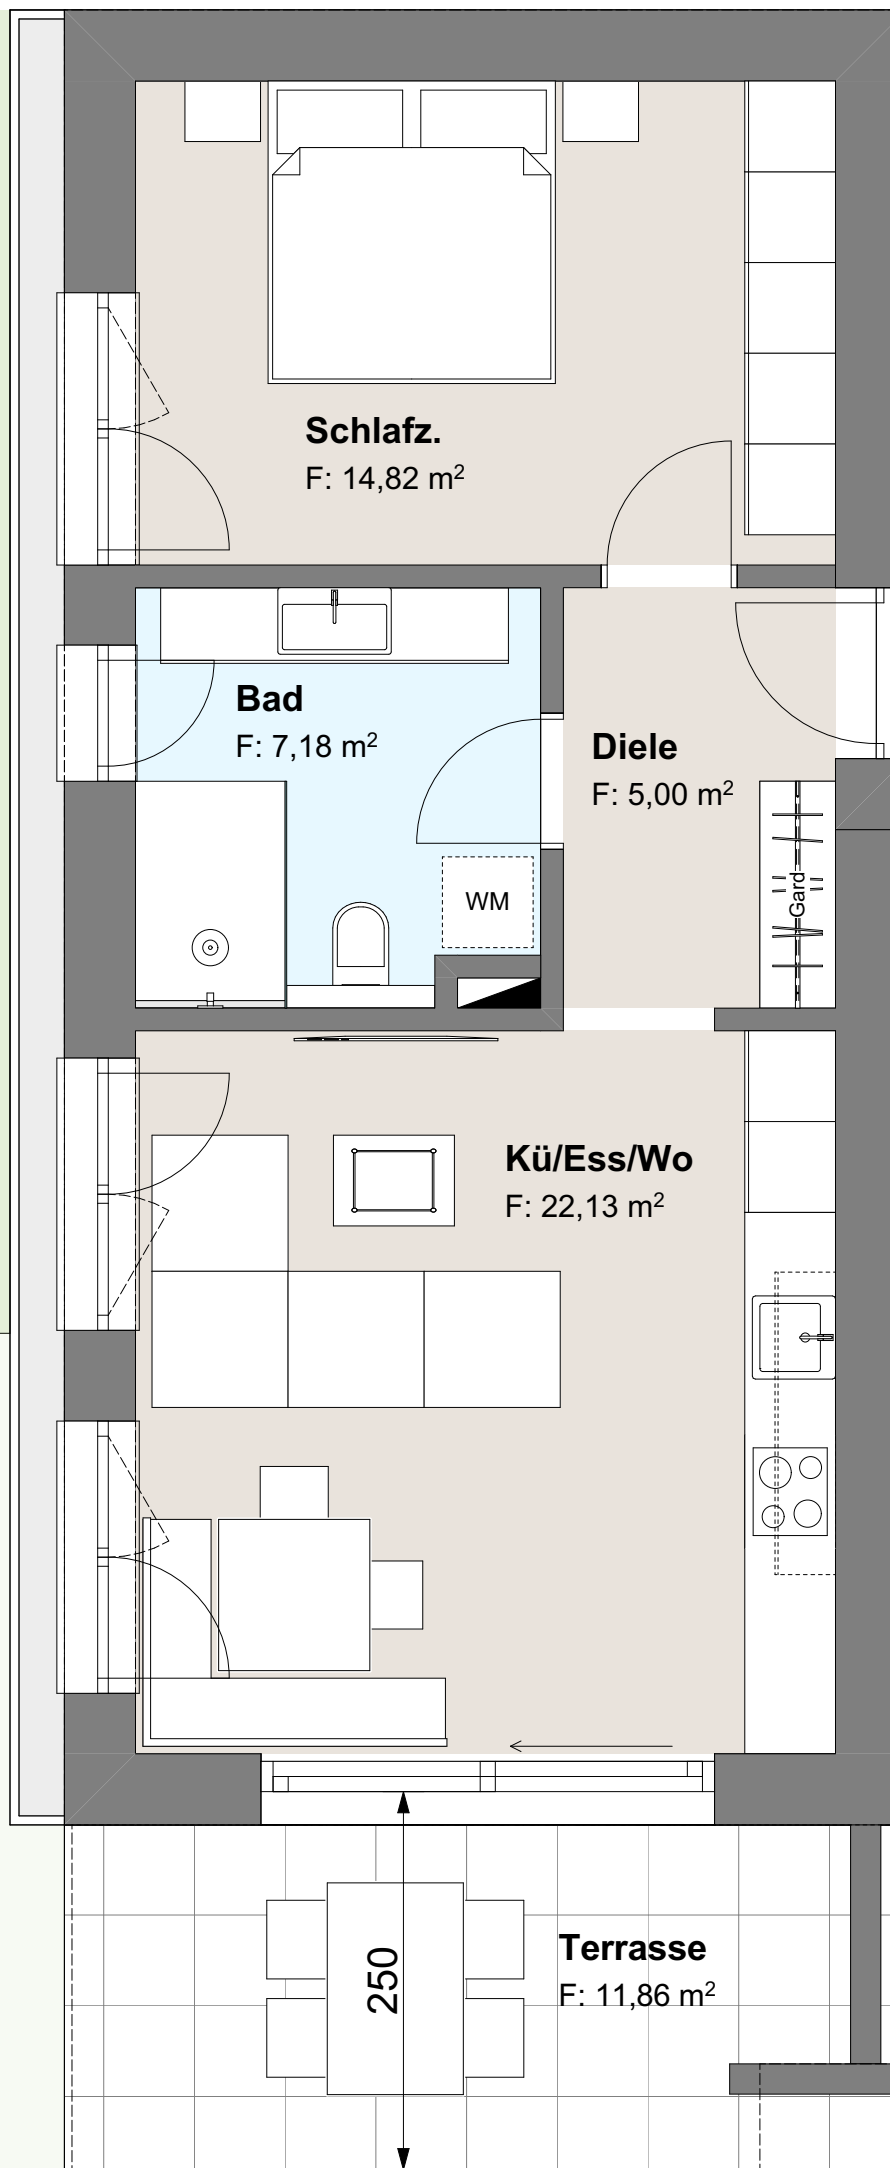 Schlafz.
F: 14,82 m²
Bad
F: 7,18 m²
Diele
F: 5,00 m²
WM
Gard
Kü/Ess/Wo
F: 22,13 m²
Terrasse
F: 11,86 m²
250